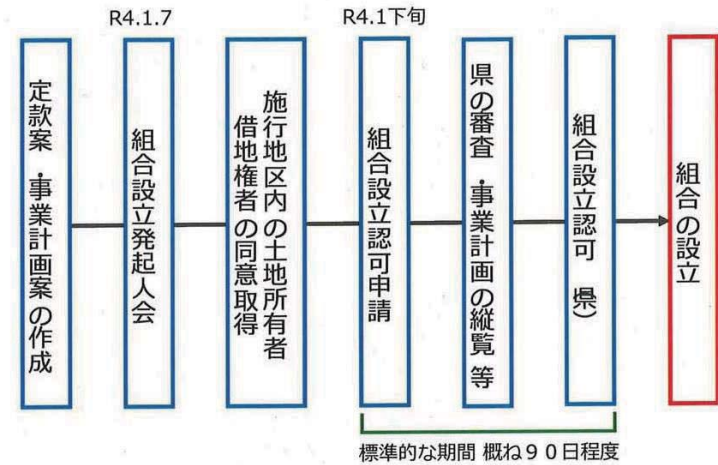 R4.1.7
R4.1下旬
定款案・事業計画案の作成
組合設立発起人会
施行地区内の土地所有者
借地権者の同意取得
組合設立認可申請
県の審査・事業計画の縦覧等
組合設立認可 県）
組合の設立
標準的な期間 概ね９０日程度